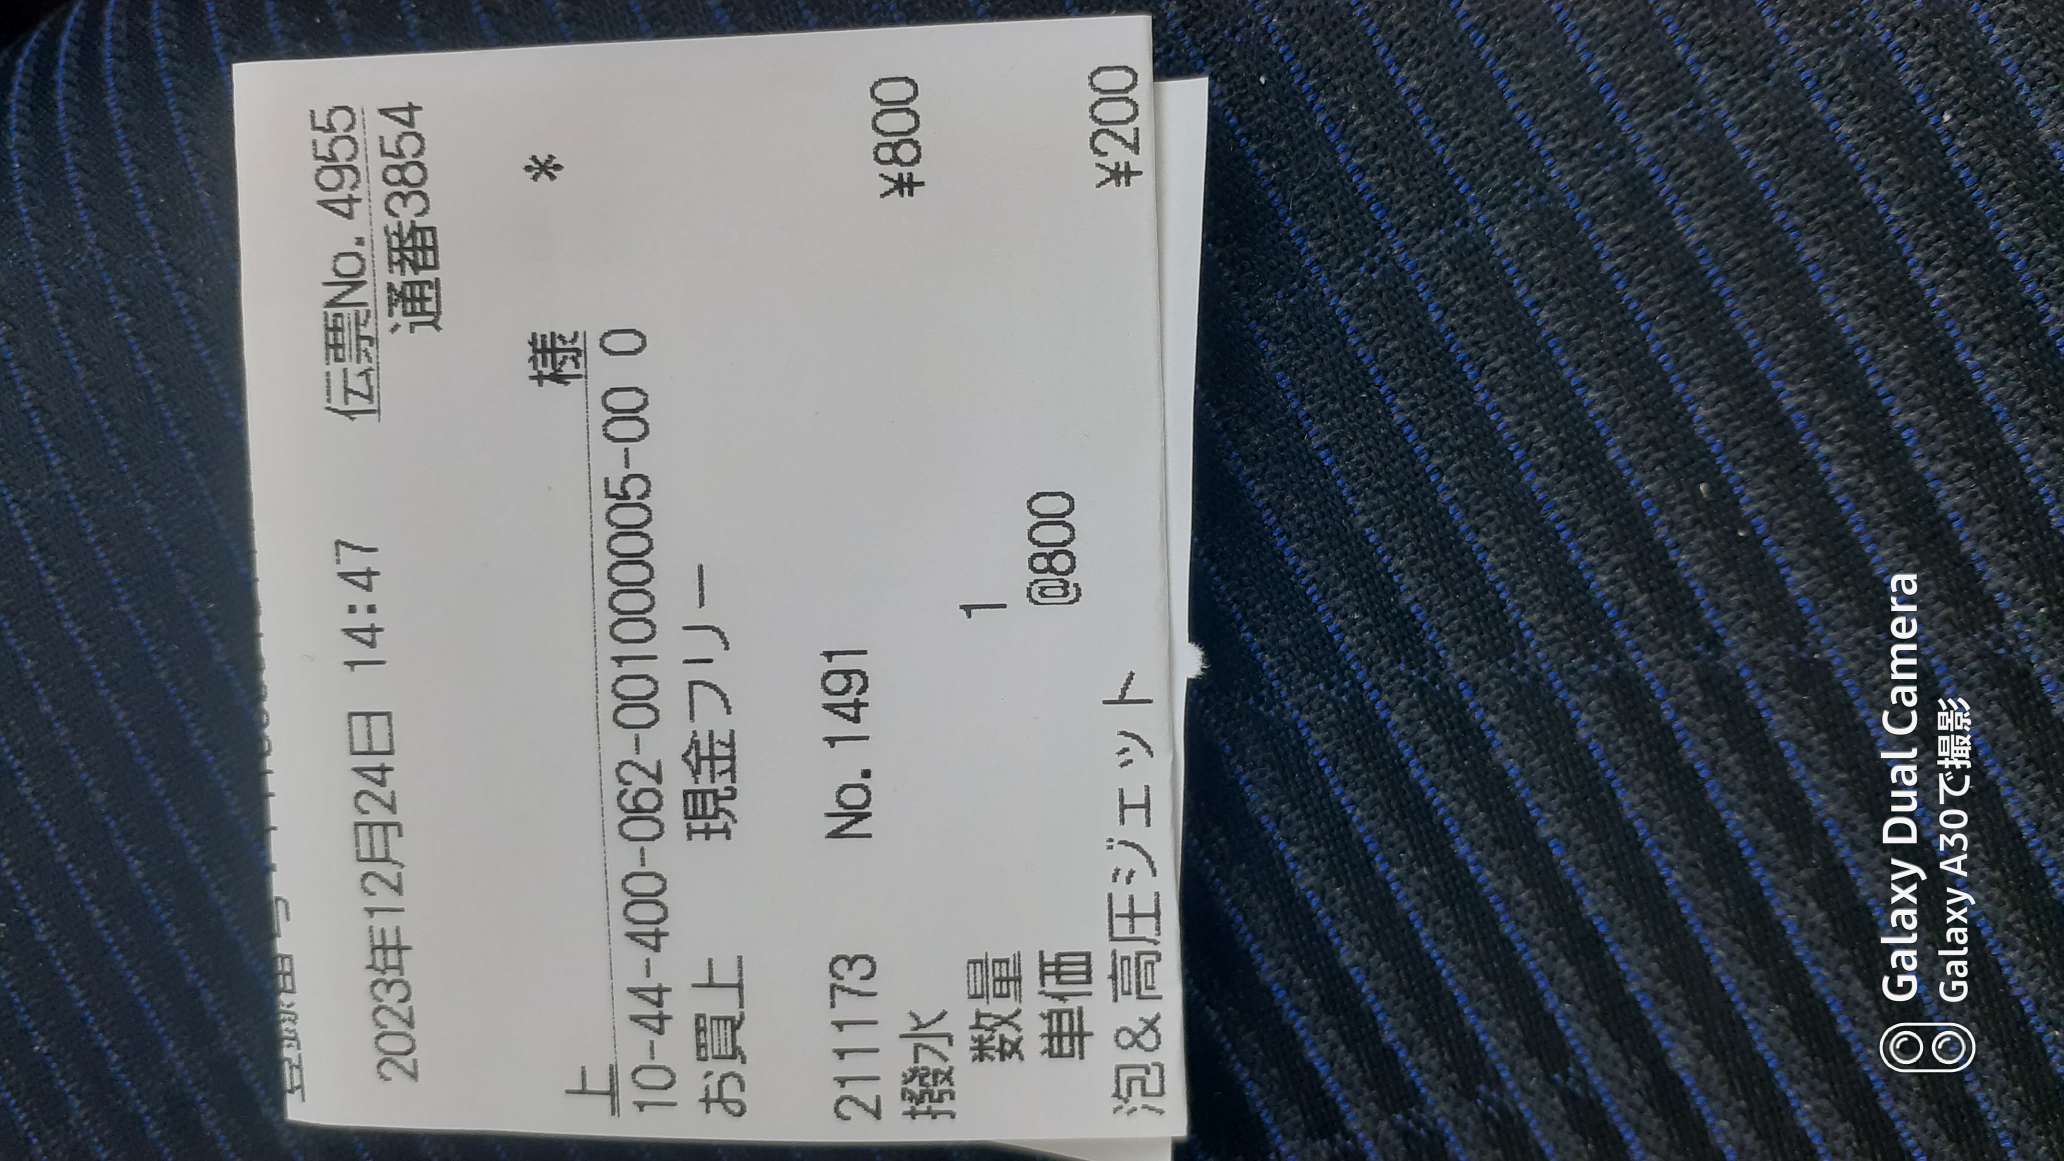 2023年12月24日 14:47 伝票No. 4955
通番3854
上 様 *
10-44-400-062-0010000005-00 0
お買上 現金フリー
211173 No. 1491
撥水 ¥800
数量 1
単価 @800
泡&高圧ジェット ¥200
Galaxy Dual Camera
Galaxy A30で撮影